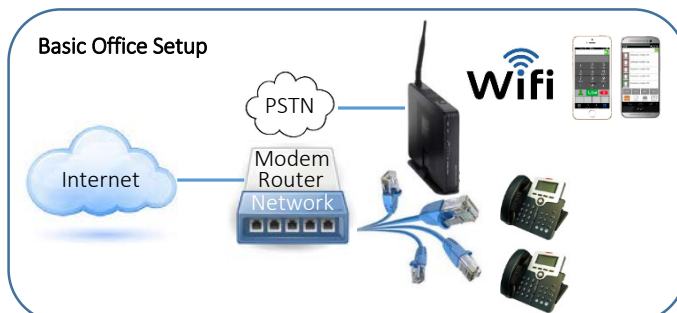 Basic Office Setup
PSTN
Wifi
Internet
Modem
Router
Network